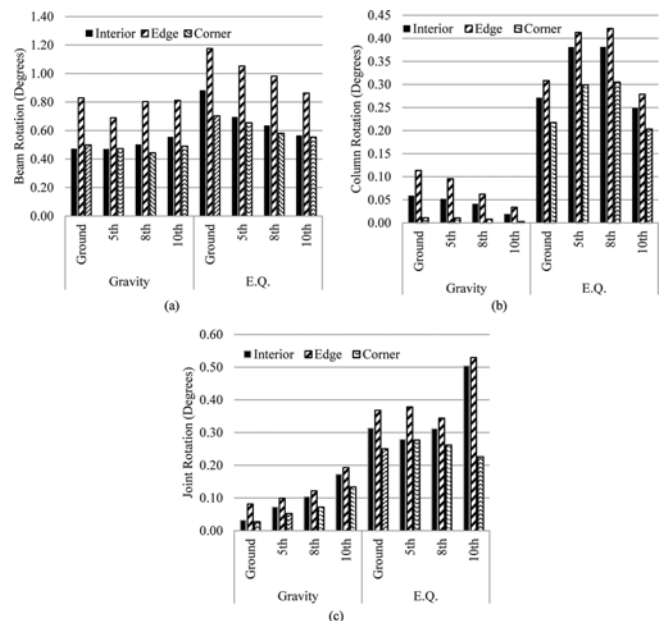 1.40
1.20
1.00
0.80
0.60
0.40
0.20
0.00
Beam Rotation (Degrees)
Interior Edge Corner
Ground 5th 8th 10th Ground 5th 8th 10th
Gravity E.Q.
(a)
0.45
0.40
0.35
0.30
0.25
0.20
0.15
0.10
0.05
0.00
Column Rotation (Degrees)
Interior Edge Corner
Ground 5th 8th 10th Ground 5th 8th 10th
Gravity E.Q.
(b)
0.60
0.50
0.40
0.30
0.20
0.10
0.00
Joint Rotation (Degrees)
Interior Edge Corner
Ground 5th 8th 10th Ground 5th 8th 10th
Gravity E.Q.
(c)